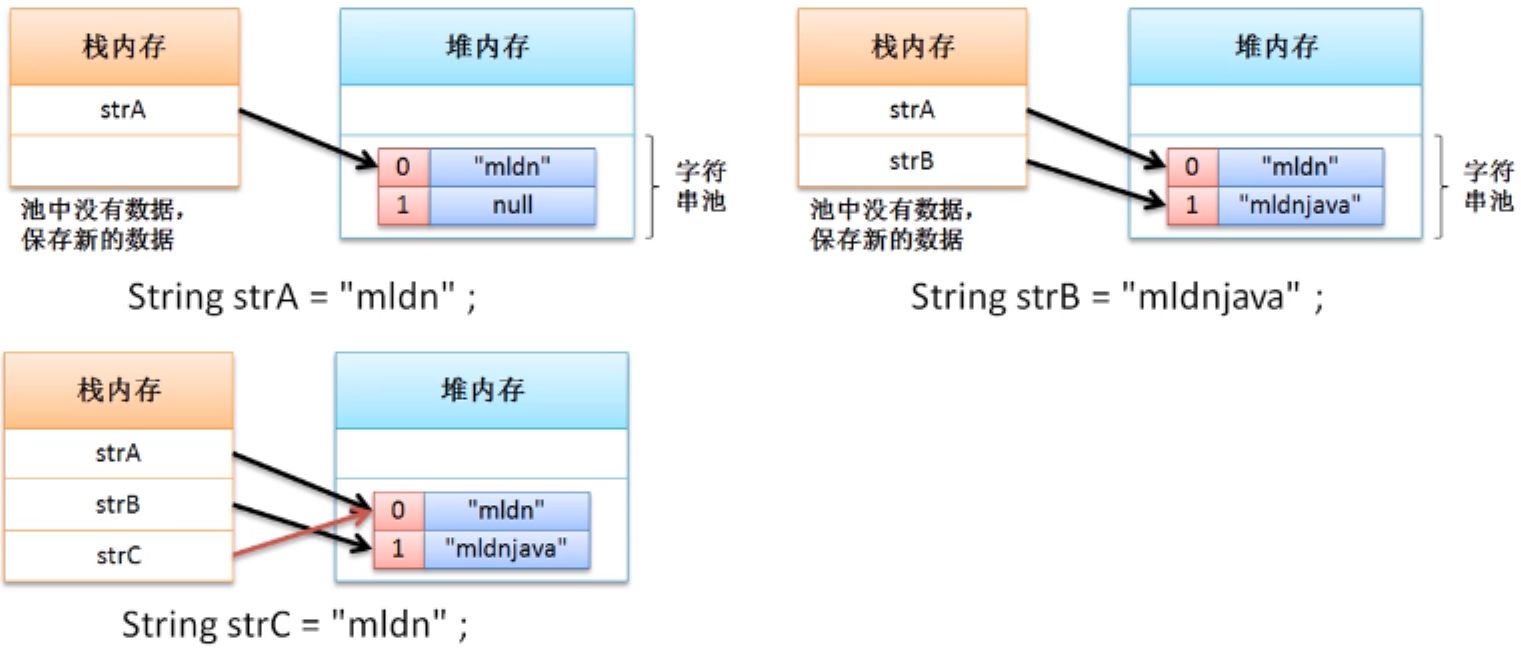 栈内存
堆内存
strA
0 "mldn"
1 null
字符
串池
池中没有数据，
保存新的数据
String strA = "mldn" ;
栈内存
堆内存
strA
strB
0 "mldn"
1 "mldnjava"
字符
串池
池中没有数据，
保存新的数据
String strB = "mldnjava" ;
栈内存
堆内存
strA
strB
strC
0 "mldn"
1 "mldnjava"
String strC = "mldn" ;